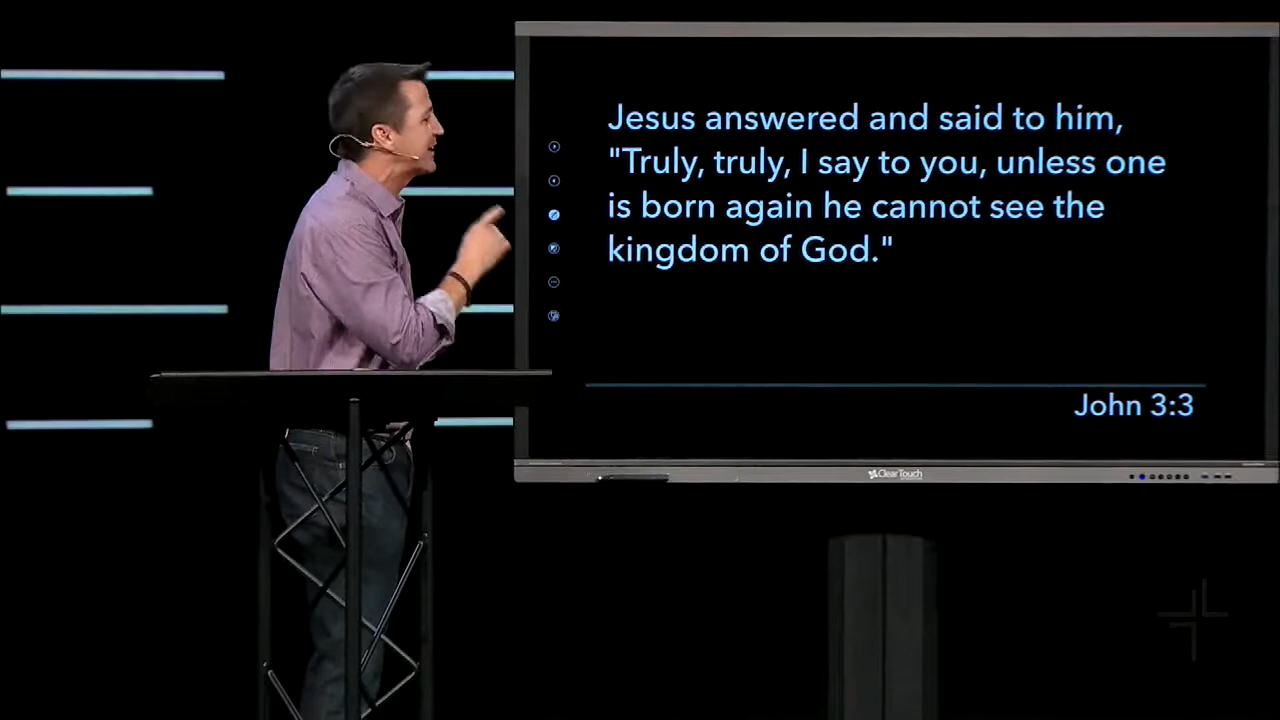 Jesus answered and said to him,
"Truly, truly, I say to you, unless one
is born again he cannot see the
kingdom of God."
John 3:3
ClearTouch